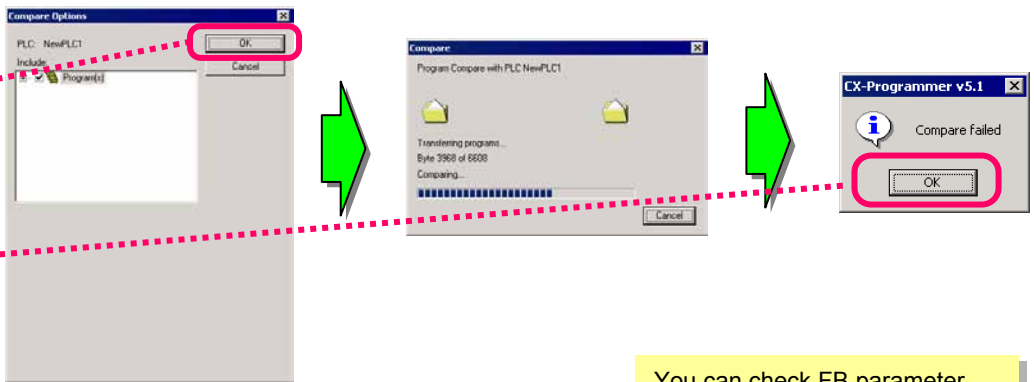 Compare Options
PLC: NewPLC1
OK
Include:
Cancel
Program(s)
Compare
Program Compare with PLC NewPLC1
Transferring programs...
Byte 3968 of 6608
Comparing...
Cancel
CX-Programmer v5.1
Compare failed
OK
You can check FB parameter